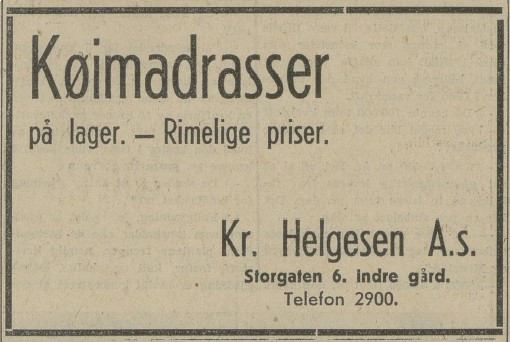 Køimadrasser
på lager. — Rimelige priser.
Kr. Helgesen A.s.
Storgaten 6. indre gård.
Telefon 2900.